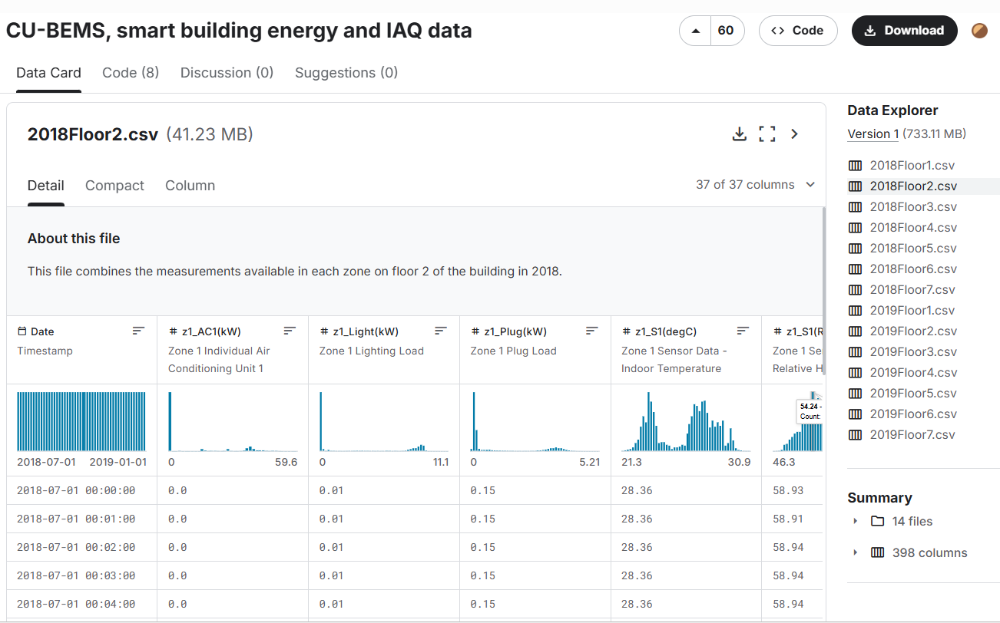 CU-BEMS, smart building energy and IAQ data
60
<> Code
Download
Data Card
Code (8)
Discussion (0)
Suggestions (0)
2018Floor2.csv (41.23 MB)
Detail
Compact
Column
37 of 37 columns
About this file
This file combines the measurements available in each zone on floor 2 of the building in 2018.
Date
Timestamp
# z1_AC1(kW)
Zone 1 Individual Air
Conditioning Unit 1
# z1_Light(kW)
Zone 1 Lighting Load
# z1_Plug(kW)
Zone 1 Plug Load
# z1_S1(degC)
Zone 1 Sensor Data -
Indoor Temperature
# z1_S1(R
Zone 1 Se
Relative H
54.24 -
Count:
2018-07-01 2019-01-01
0 59.6
0 11.1
0 5.21
21.3 30.9
46.3
2018-07-01 00:00:00 0.0 0.01 0.15 28.36 58.93
2018-07-01 00:01:00 0.0 0.01 0.15 28.36 58.91
2018-07-01 00:02:00 0.0 0.01 0.15 28.36 58.94
2018-07-01 00:03:00 0.0 0.01 0.15 28.36 58.94
2018-07-01 00:04:00 0.0 0.01 0.15 28.36 58.94
Data Explorer
Version 1 (733.11 MB)
2018Floor1.csv
2018Floor2.csv
2018Floor3.csv
2018Floor4.csv
2018Floor5.csv
2018Floor6.csv
2018Floor7.csv
2019Floor1.csv
2019Floor2.csv
2019Floor3.csv
2019Floor4.csv
2019Floor5.csv
2019Floor6.csv
2019Floor7.csv
Summary
14 files
398 columns